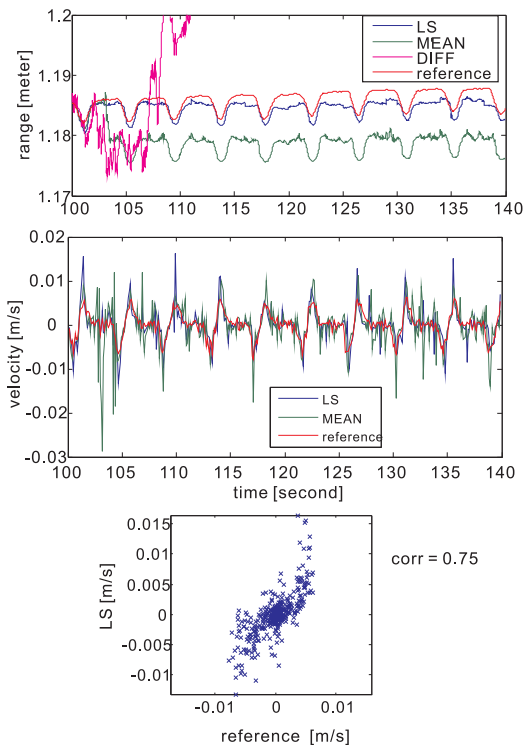 1.2
1.19
1.18
1.17
range [meter]
LS
MEAN
DIFF
reference
100 105 110 115 120 125 130 135 140
0.02
0.01
0
-0.01
-0.02
-0.03
velocity [m/s]
LS
MEAN
reference
100 105 110 115 120 125 130 135 140
time [second]
0.015
0.01
0.005
0
-0.005
-0.01
LS [m/s]
corr = 0.75
-0.01 0 0.01
reference [m/s]